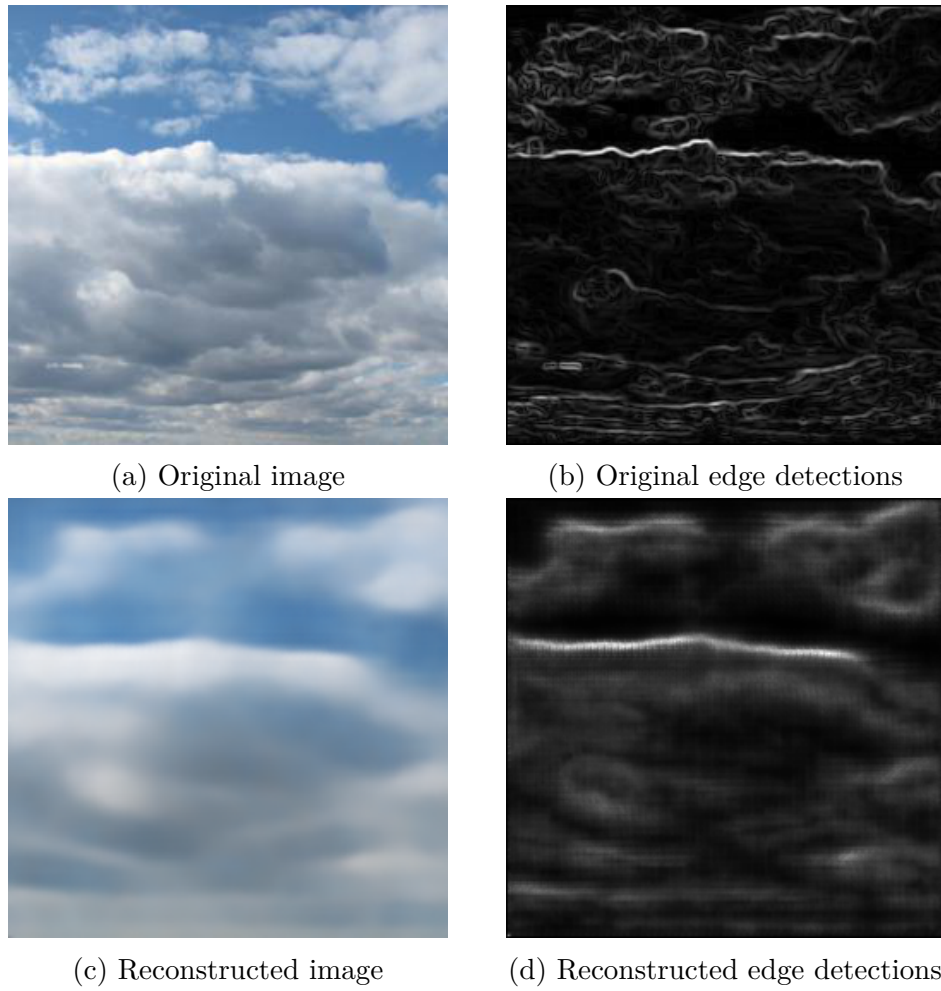 (a) Original image
(b) Original edge detections
(c) Reconstructed image
(d) Reconstructed edge detections